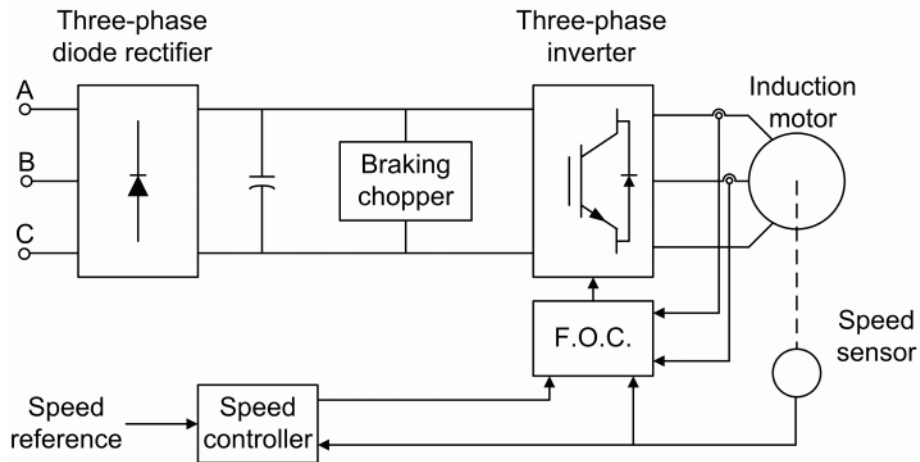 Three-phase
diode rectifier
Three-phase
inverter
Induction
motor
A
B
C
Braking
chopper
F.O.C.
Speed
sensor
Speed
reference
Speed
controller